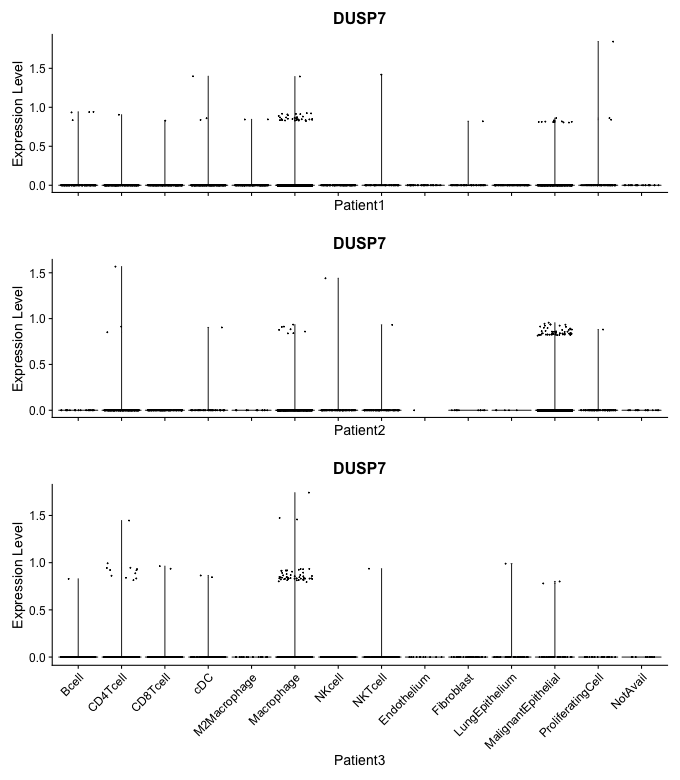 DUSP7
Expression Level
1.5
1.0
0.5
0.0
Patient1
DUSP7
Expression Level
1.5
1.0
0.5
0.0
Patient2
DUSP7
Expression Level
1.5
1.0
0.5
0.0
Bcell
CD4Tcell
CD8Tcell
cDC
M2Macrophage
Macrophage
NKcell
NKTcell
Endothelium
Fibroblast
LungEpithelium
MalignantEpithelial
ProliferatingCell
NotAvail
Patient3